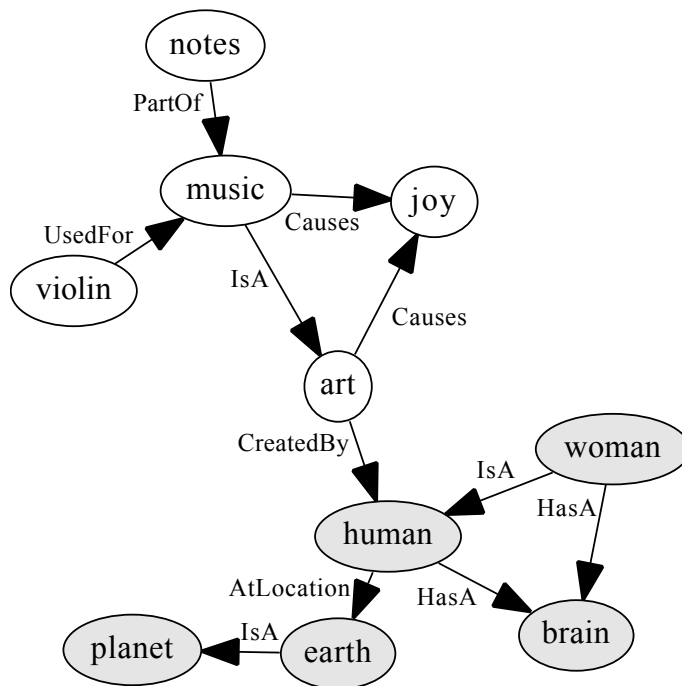 notes
PartOf
music
joy
Causes
UsedFor
violin
IsA
Causes
art
CreatedBy
woman
IsA
HasA
human
AtLocation
HasA
planet
IsA
earth
brain